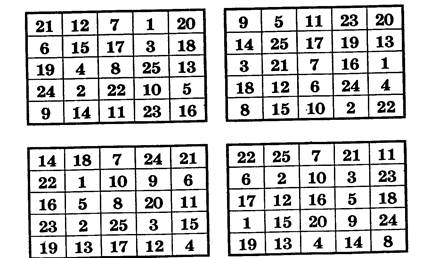 21 12 7 1 20
6 15 17 3 18
19 4 8 25 13
24 2 22 10 5
9 14 11 23 16
9 5 11 23 20
14 25 17 19 13
3 21 7 16 1
18 12 6 24 4
8 15 10 2 22
14 18 7 24 21
22 1 10 9 6
16 5 8 20 11
23 2 25 3 15
19 13 17 12 4
22 25 7 21 11
6 2 10 3 23
17 12 16 5 18
1 15 20 9 24
19 13 4 14 8